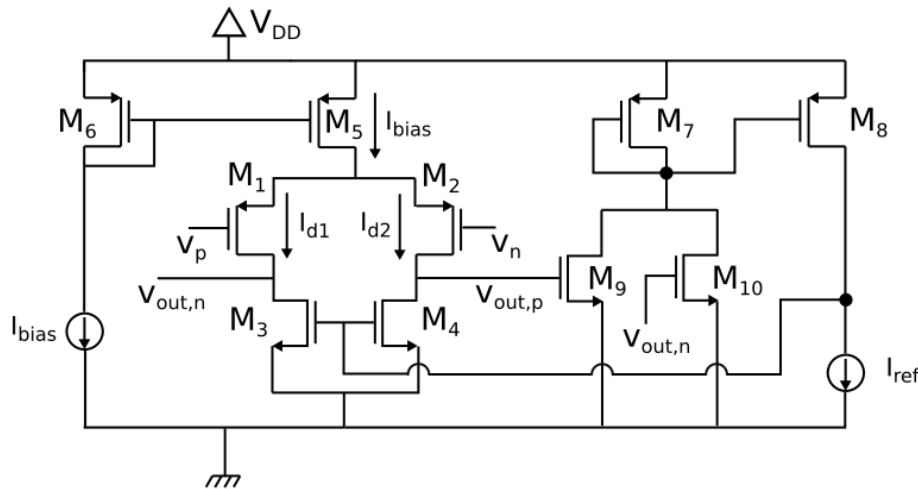 V_DD
M_6
M_5
I_bias
M_7
M_8
M_1
M_2
I_d1
I_d2
v_p
v_n
v_out,n
v_out,p
M_9
M_10
M_3
M_4
v_out,n
I_bias
I_ref